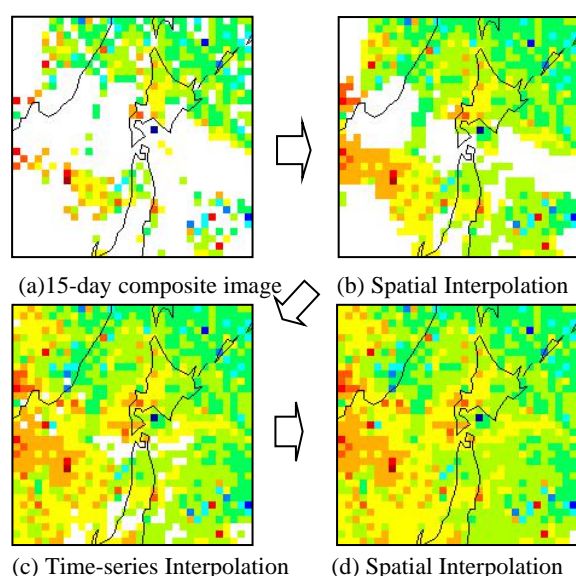 (a)15-day composite image
(b) Spatial Interpolation
(c) Time-series Interpolation
(d) Spatial Interpolation